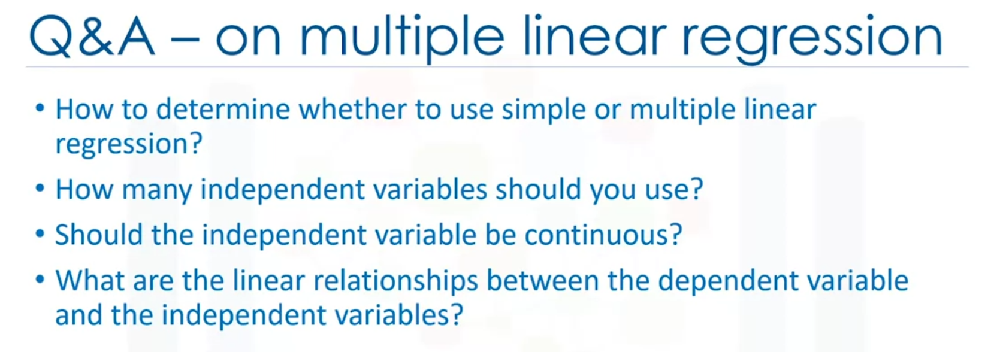 Q&A – on multiple linear regression
• How to determine whether to use simple or multiple linear
regression?
• How many independent variables should you use?
• Should the independent variable be continuous?
• What are the linear relationships between the dependent variable
and the independent variables?